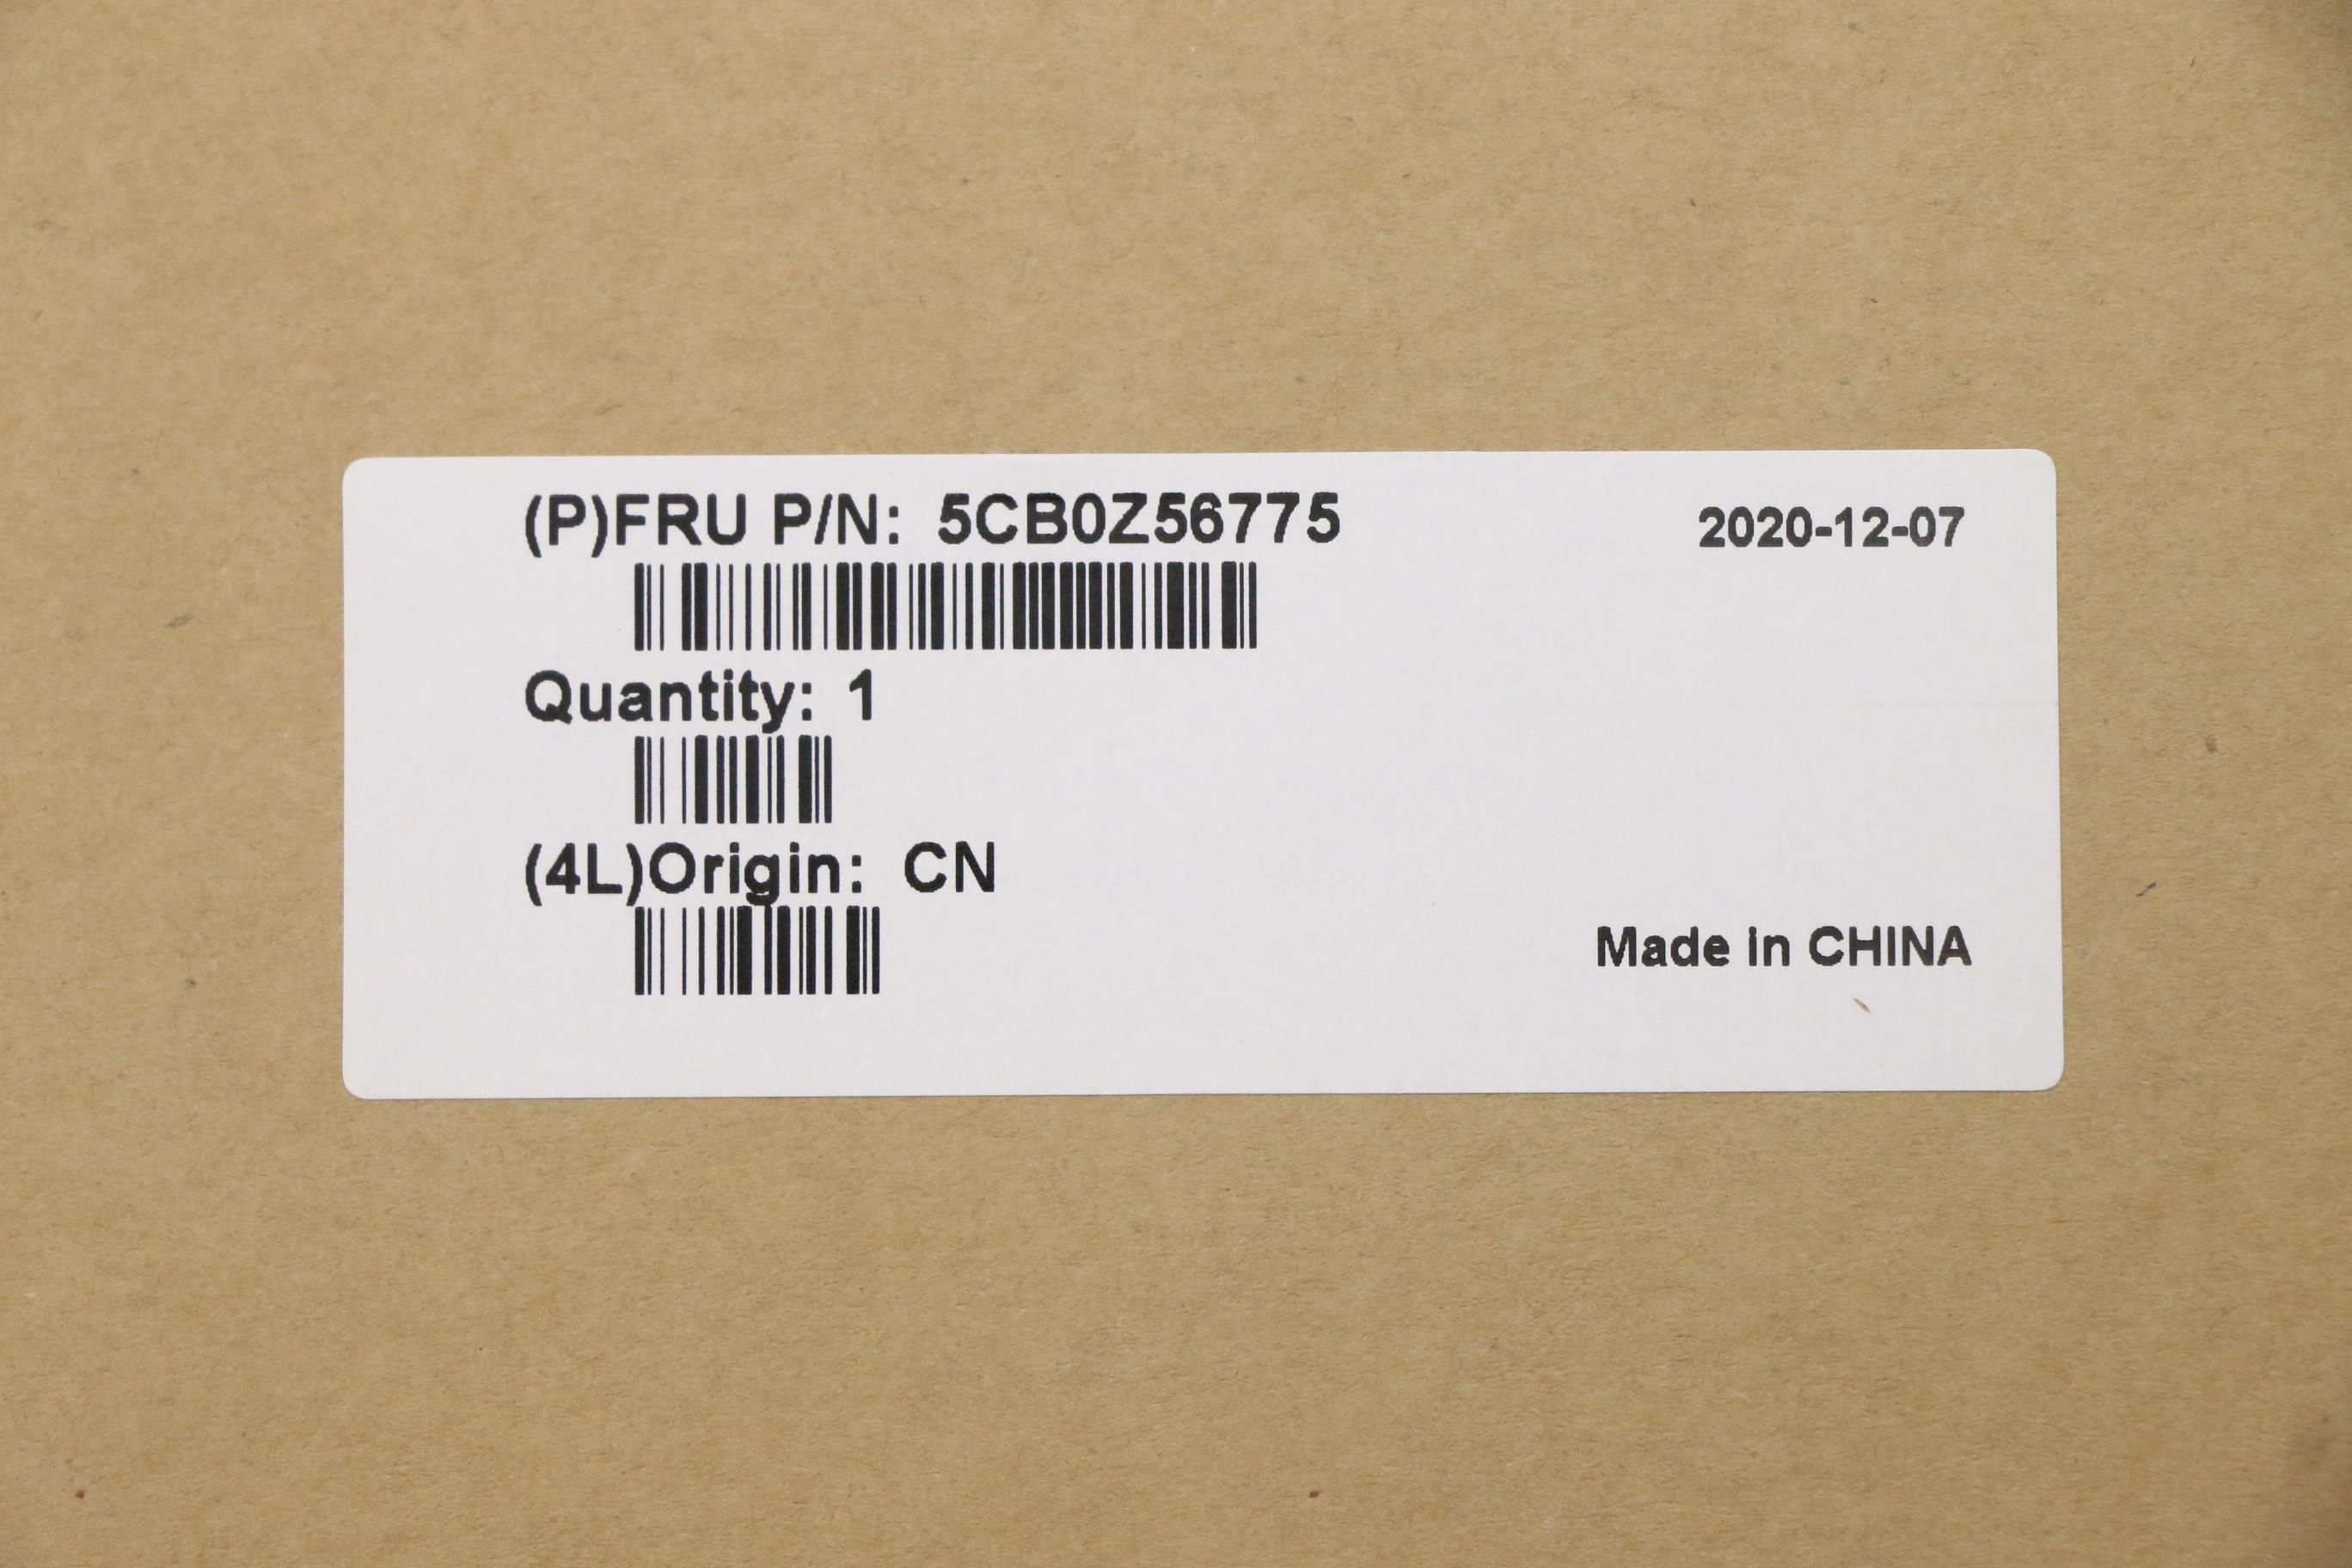 (P)FRU P/N: 5CB0Z56775
2020-12-07
Quantity: 1
(4L)Origin: CN
Made in CHINA